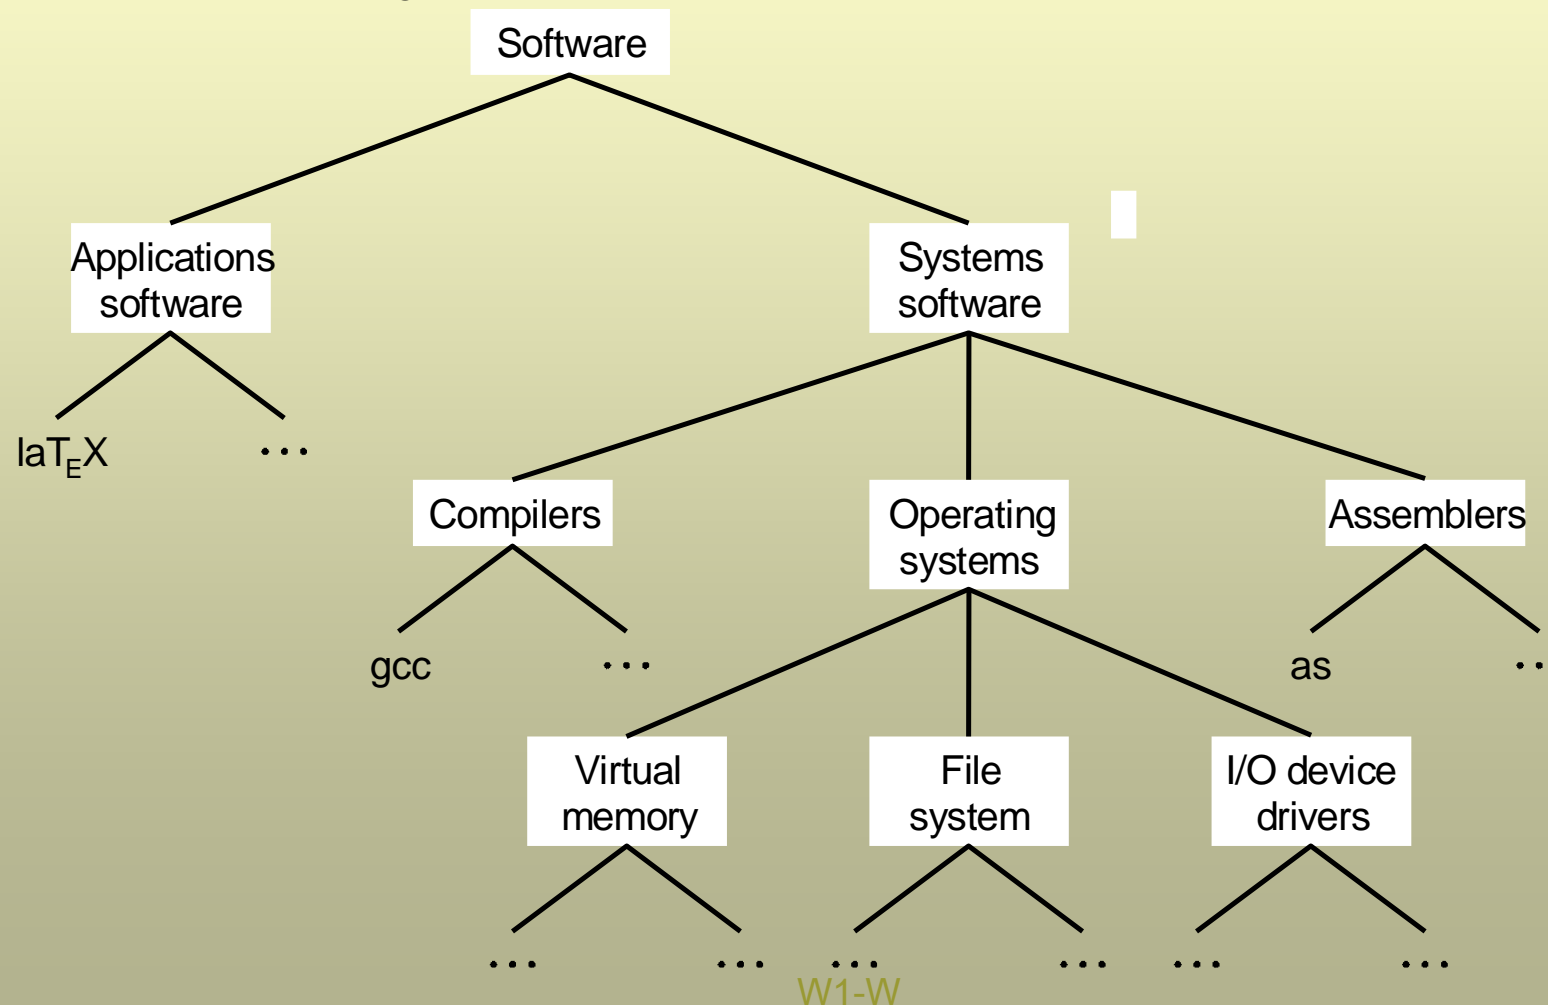 Software
Applications
software
Systems
software
laTEX
...
Compilers
Operating
systems
Assemblers
gcc
...
as
..
Virtual
memory
File
system
I/O device
drivers
...
...
...
...
...
...
W1-W